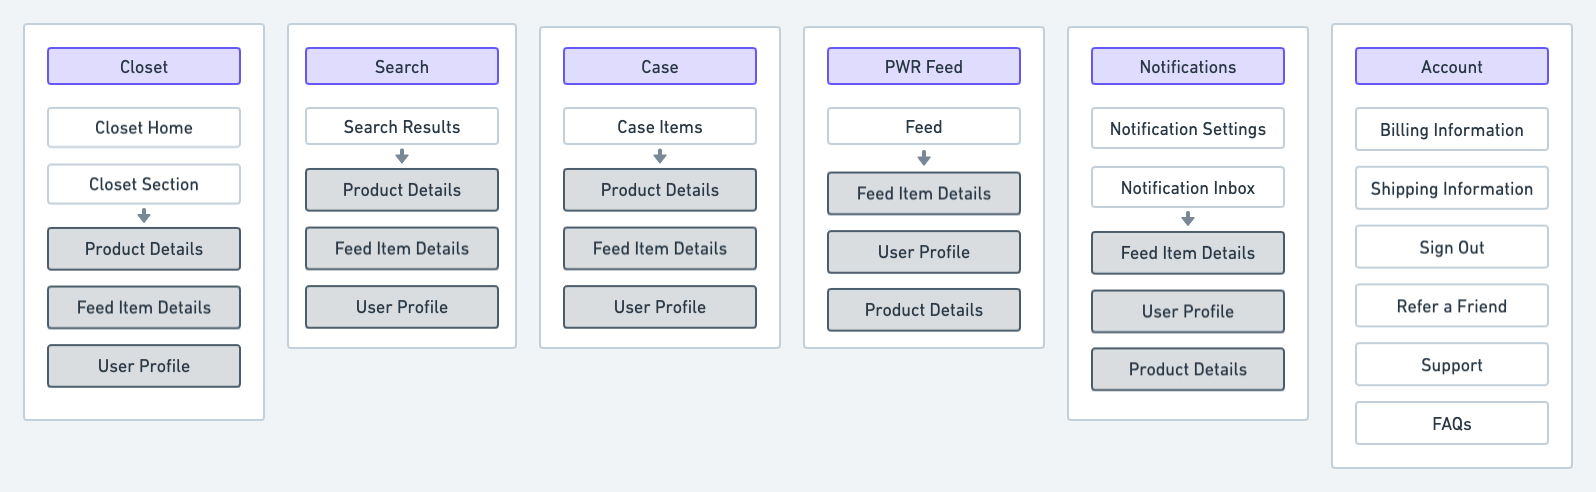 Closet
Closet Home
Closet Section
Product Details
Feed Item Details
User Profile
Search
Search Results
Product Details
Feed Item Details
User Profile
Case
Case Items
Product Details
Feed Item Details
User Profile
PWR Feed
Feed
Feed Item Details
User Profile
Product Details
Notifications
Notification Settings
Notification Inbox
Feed Item Details
User Profile
Product Details
Account
Billing Information
Shipping Information
Sign Out
Refer a Friend
Support
FAQs